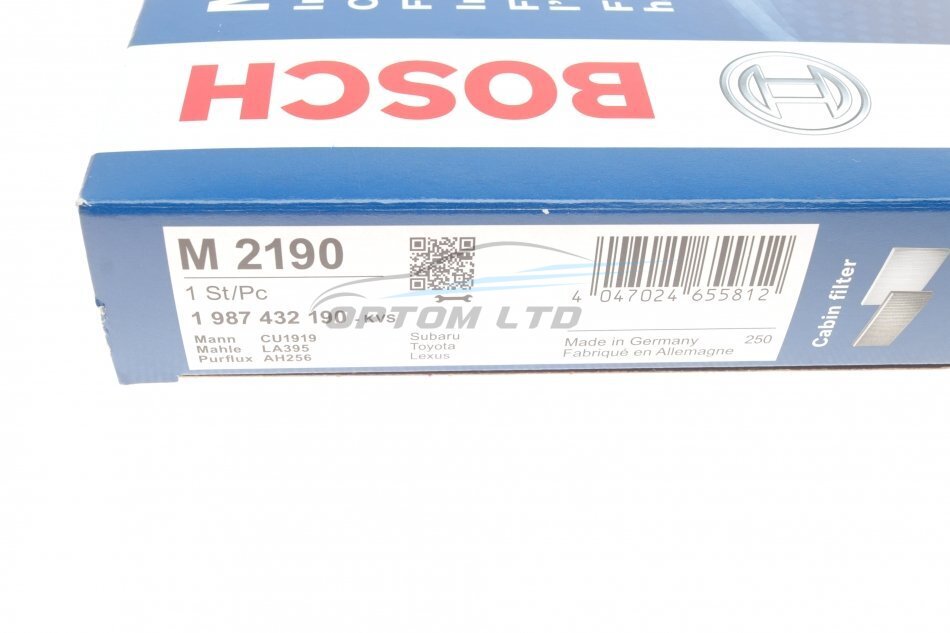 BOSCH
M 2190
1 St/Pc
1 987 432 190 - KVS
Mann CU1919
Mahle LA395
Purflux AH256
Subaru
Toyota
Lexus
4 047024 655812
Made in Germany 250
Fabriqué en Allemagne
Cabin filter
OPTOM LTD